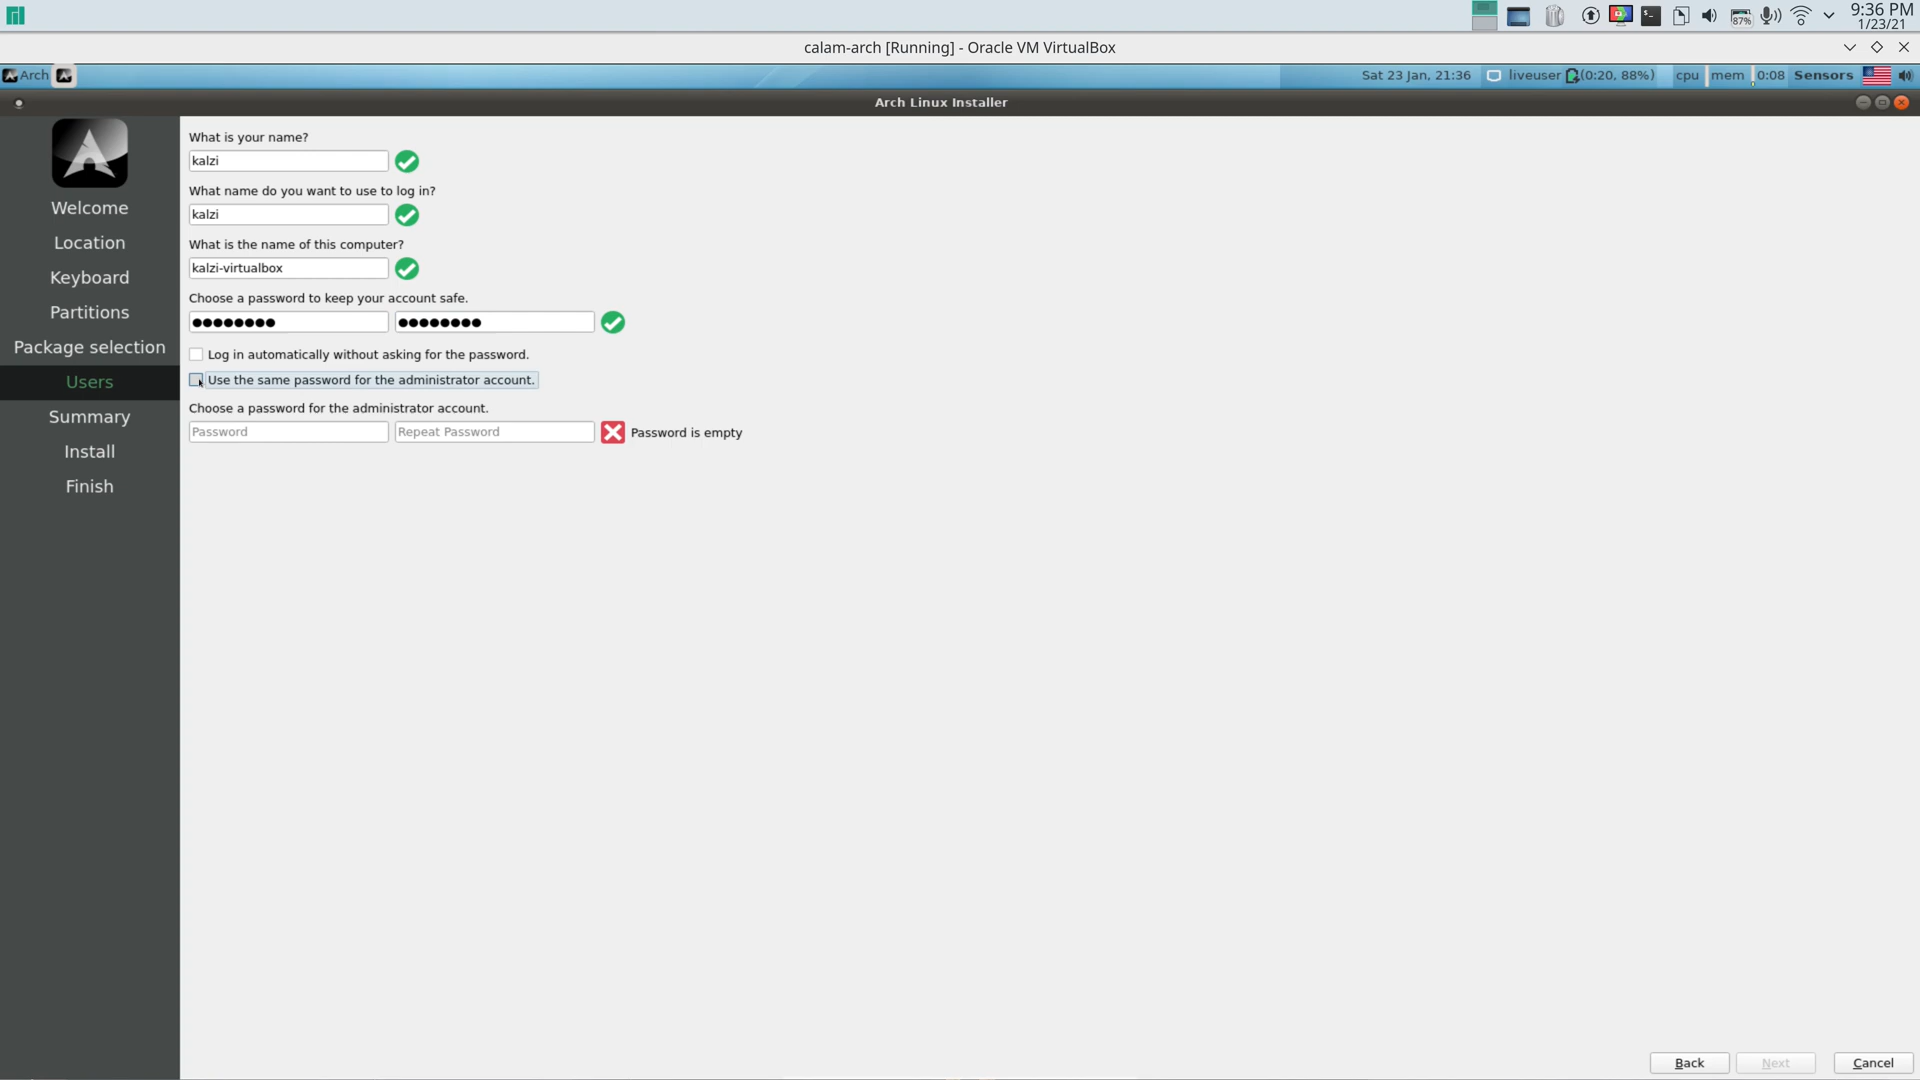 9:36 PM
1/23/21
87%
calam-arch [Running] - Oracle VM VirtualBox
Arch
Sat 23 Jan, 21:36
liveuser
(0:20, 88%)
cpu
mem
0:08
Sensors
Arch Linux Installer
Welcome
Location
Keyboard
Partitions
Package selection
Users
Summary
Install
Finish
What is your name?
kalzi
What name do you want to use to log in?
kalzi
What is the name of this computer?
kalzi-virtualbox
Choose a password to keep your account safe.
●●●●●●●● ●●●●●●●●
Log in automatically without asking for the password.
Use the same password for the administrator account.
Choose a password for the administrator account.
Password
Repeat Password
Password is empty
Back
Next
Cancel